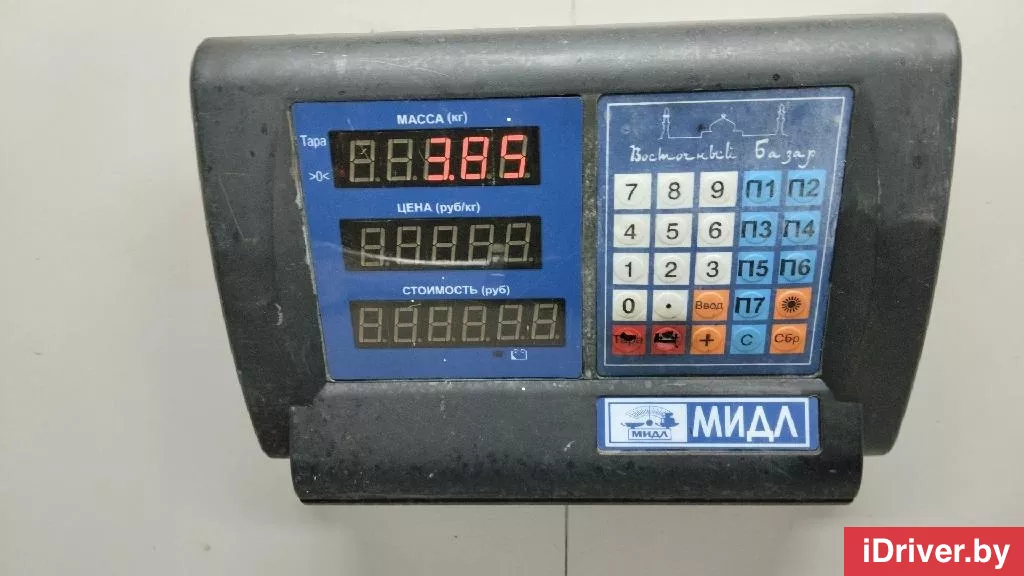 МАССА (кг)
Тара
3.85
>0<
ЦЕНА (руб/кг)
СТОИМОСТЬ (руб)
Восточный Базар
7 8 9 П1 П2
4 5 6 П3 П4
1 2 3 П5 П6
0 . Ввод П7
Тара + С Сбр
МИДЛ МИДЛ
iDriver.by